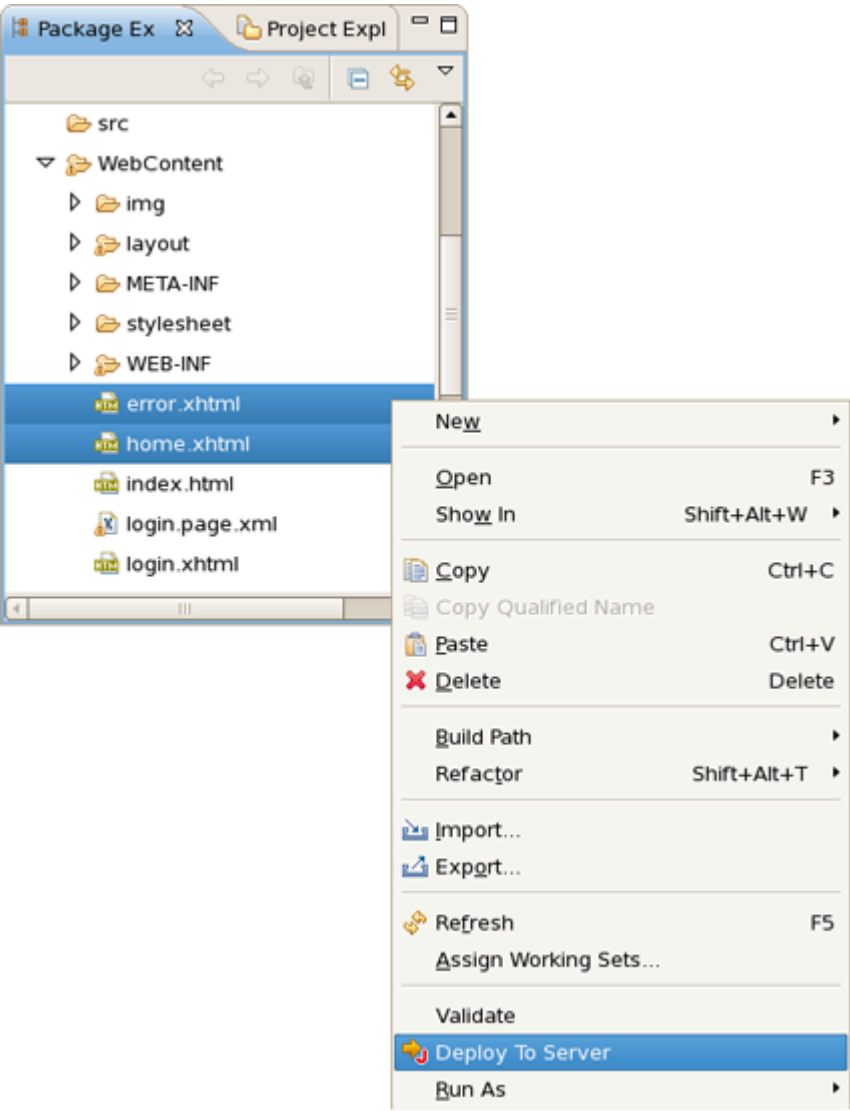 Package Ex Project Expl
src
WebContent
img
layout
META-INF
stylesheet
WEB-INF
error.xhtml
home.xhtml
index.html
login.page.xml
login.xhtml
New
Open F3
Show In Shift+Alt+W
Copy Ctrl+C
Copy Qualified Name
Paste Ctrl+V
Delete Delete
Build Path
Refactor Shift+Alt+T
Import...
Export...
Refresh F5
Assign Working Sets...
Validate
Deploy To Server
Run As